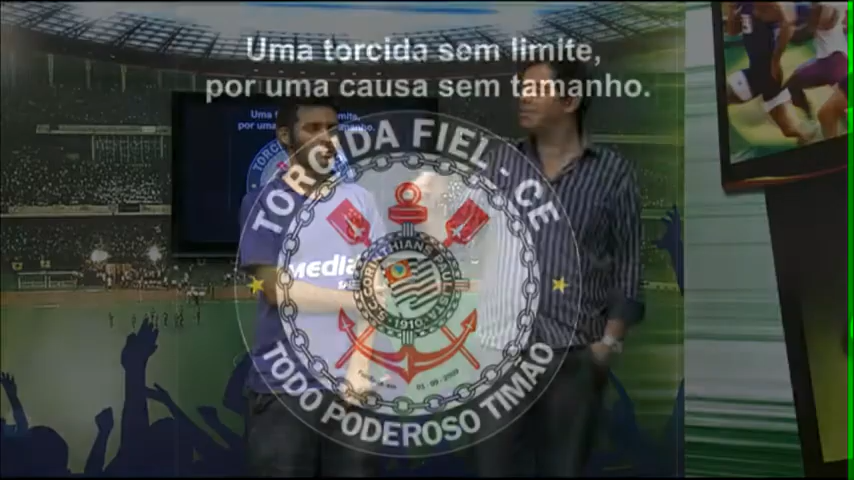 Uma torcida sem limite,
por uma causa sem tamanho.
TORCIDA FIEL - CE
S·C·CORINTHIANS PAULISTA
1910
TODO PODEROSO TIMÃO
Media